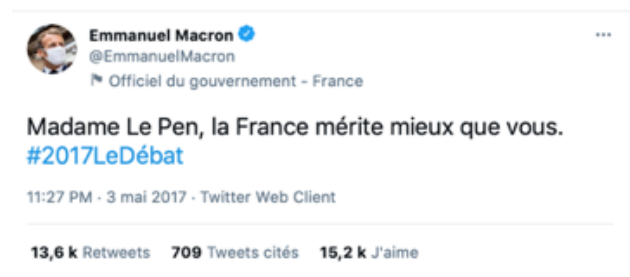 Emmanuel Macron
@EmmanuelMacron
Officiel du gouvernement - France
Madame Le Pen, la France mérite mieux que vous.
#2017LeDébat
11:27 PM · 3 mai 2017 · Twitter Web Client
13,6 k Retweets 709 Tweets cités 15,2 k J'aime